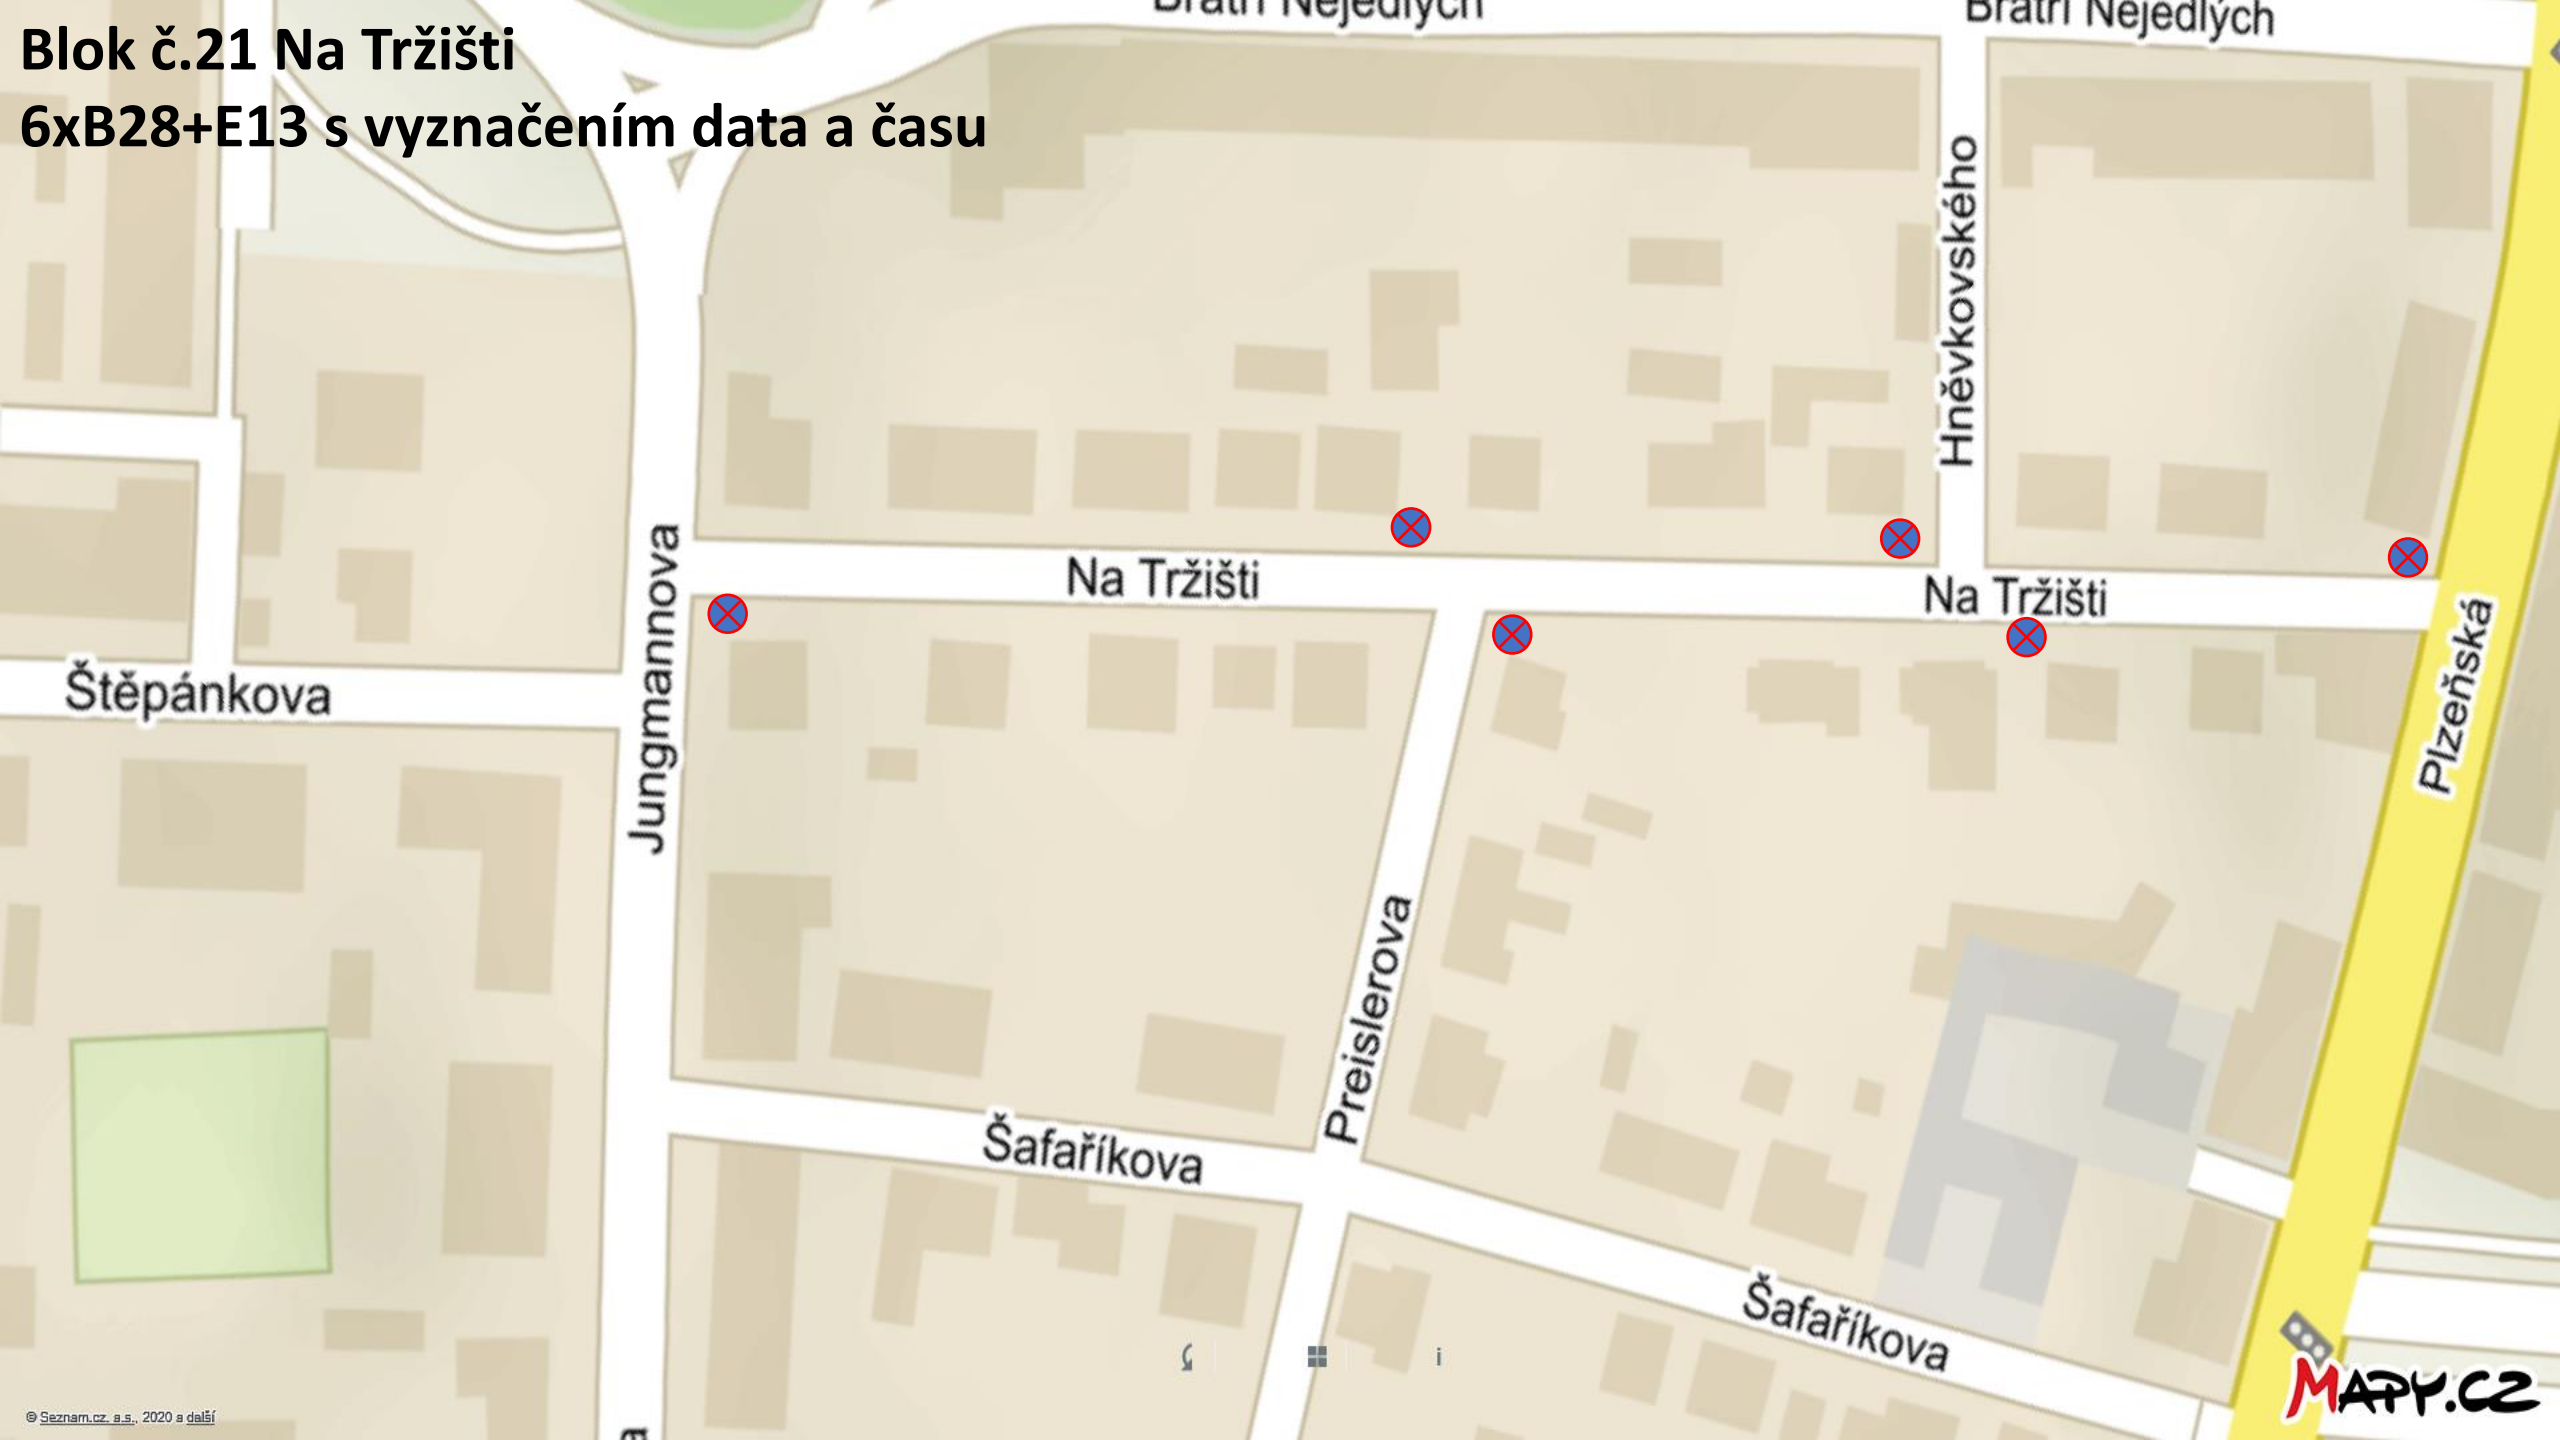 Blok č.21 Na Tržišti
6xB28+E13 s vyznačením data a času
Bratří Nejedlých
Bratří Nejedlých
Hněvkovského
Na Tržišti
Na Tržišti
Jungmannova
Štěpánkova
Plzeňská
Preislerova
Šafaříkova
Šafaříkova
MAPY.CZ
© Seznam.cz, a.s., 2020 a další